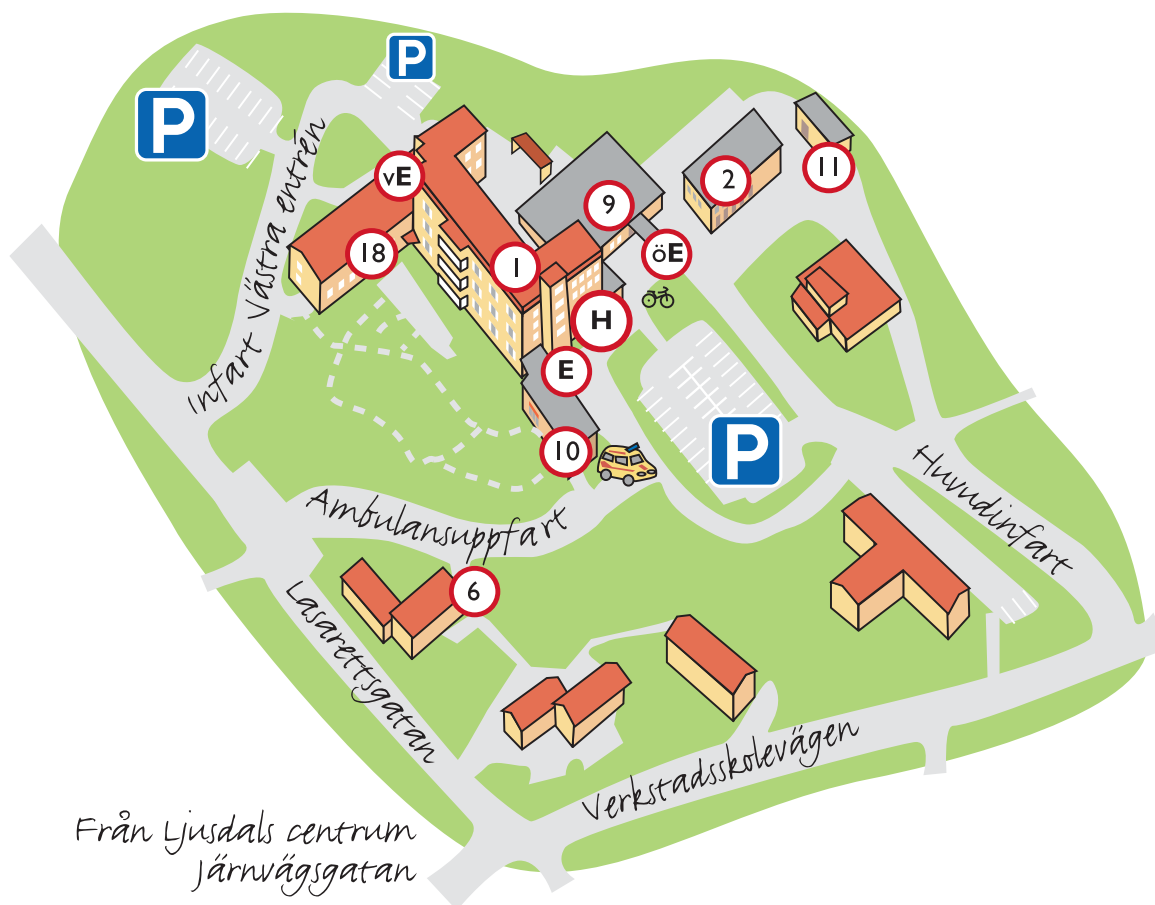 P
P
Infart Västra entrén
vE
18
1
9
2
11
öE
H
E
10
P
Huvudinfart
Ambulansuppfart
6
Lasarettsgatan
Verkstadsskolevägen
Från Ljusdals centrum
Järnvägsgatan